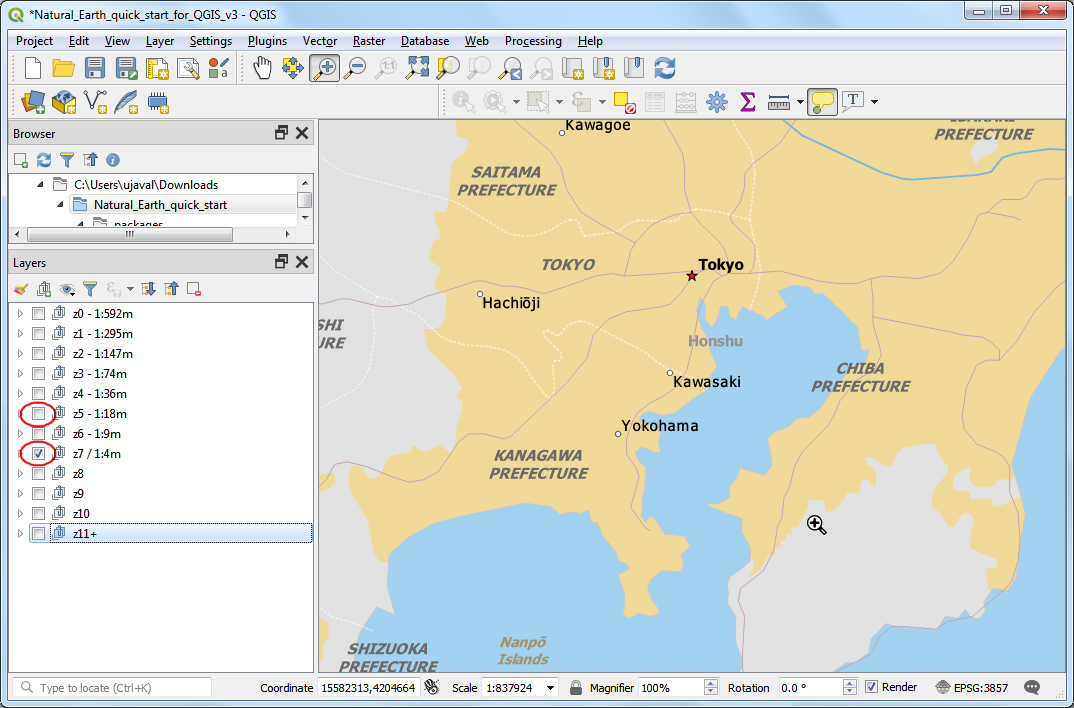 *Natural_Earth_quick_start_for_QGIS_v3 - QGIS
Project Edit View Layer Settings Plugins Vector Raster Database Web Processing Help
1:1
T
Browser
C:\Users\ujaval\Downloads
Natural_Earth_quick_start
packages
Layers
z0 - 1:592m
z1 - 1:295m
z2 - 1:147m
z3 - 1:74m
z4 - 1:36m
z5 - 1:18m
z6 - 1:9m
z7 / 1:4m
z8
z9
z10
z11+
Kawagoe
PREFECTURE
SAITAMA
PREFECTURE
TOKYO
Tokyo
Hachiōji
SHI
URE
Honshu
Kawasaki
CHIBA
PREFECTURE
Yokohama
KANAGAWA
PREFECTURE
SHIZUOKA
PREFECTURE
Nanpō
Islands
Type to locate (Ctrl+K)
Coordinate 15582313,4204664 Scale 1:837924 Magnifier 100% Rotation 0.0 ° Render EPSG:3857